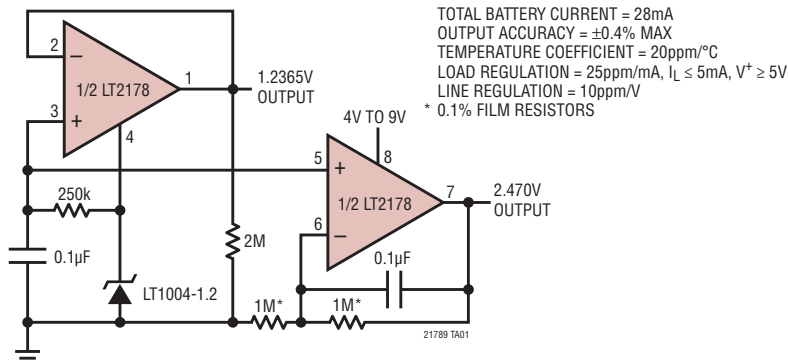 TOTAL BATTERY CURRENT = 28mA
OUTPUT ACCURACY = ±0.4% MAX
TEMPERATURE COEFFICIENT = 20ppm/°C
LOAD REGULATION = 25ppm/mA, IL ≤ 5mA, V+ ≥ 5V
LINE REGULATION = 10ppm/V
* 0.1% FILM RESISTORS
2
–
1/2 LT2178
1
1.2365V
OUTPUT
3
+
4
4V TO 9V
8
5
+
1/2 LT2178
7
2.470V
OUTPUT
6
–
250k
2M
0.1µF
0.1µF
LT1004-1.2
1M*
1M*
21789 TA01